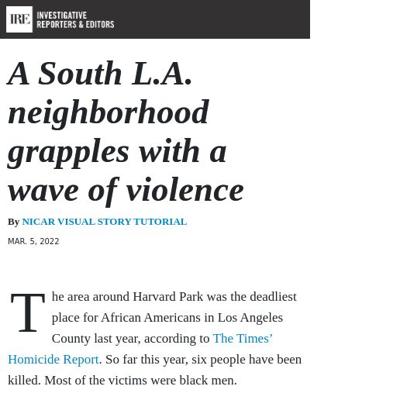 IRE INVESTIGATIVE
REPORTERS & EDITORS
A South L.A.
neighborhood
grapples with a
wave of violence
By NICAR VISUAL STORY TUTORIAL
MAR. 5, 2022
The area around Harvard Park was the deadliest
place for African Americans in Los Angeles
County last year, according to The Times’
Homicide Report. So far this year, six people have been
killed. Most of the victims were black men.